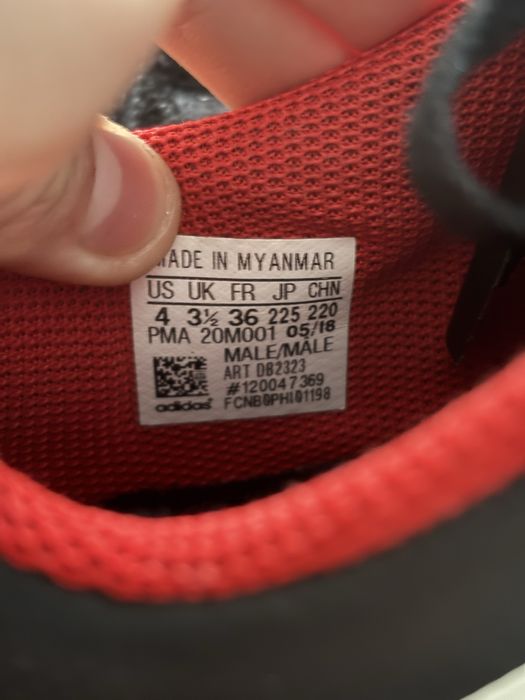 MADE IN MYANMAR
US UK FR JP CHN
4 3½ 36 225 220
PMA 20M001 05/18
MALE/MALE
ART DB2323
#120047369
adidas FCNB0PHI01198